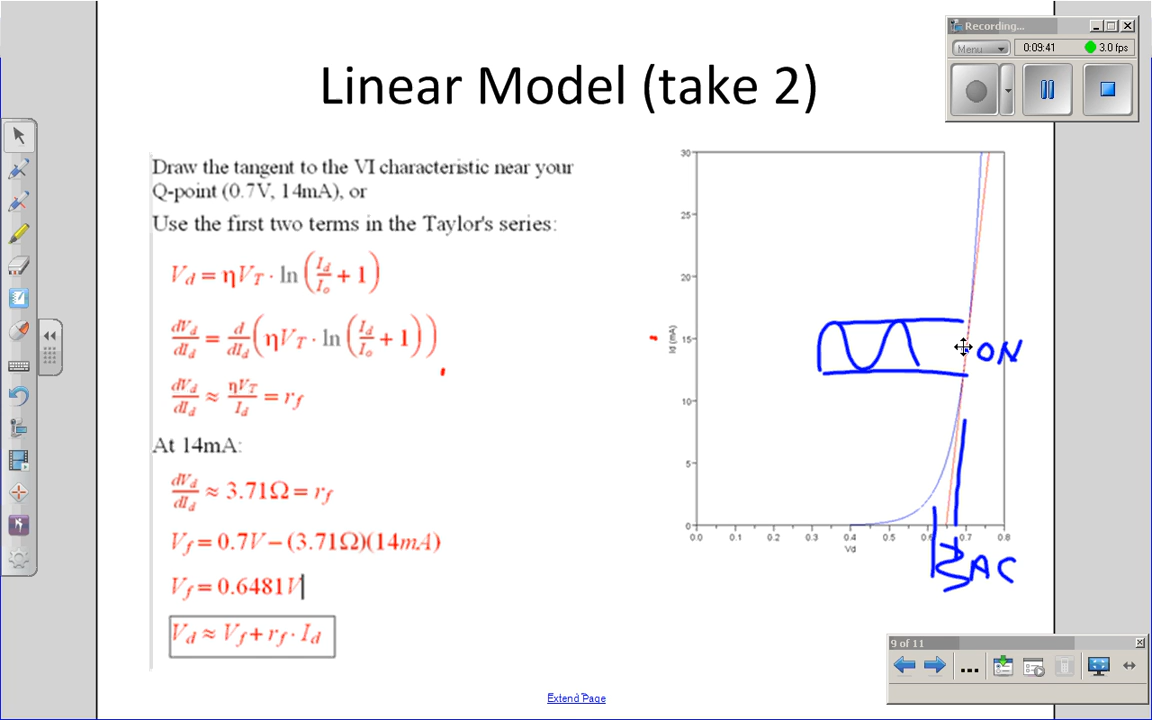 Recording...
Menu
0:09:41
3.0 fps
Linear Model (take 2)
Draw the tangent to the VI characteristic near your
Q-point (0.7V, 14mA), or
Use the first two terms in the Taylor's series:
V_d = ηV_T · ln (I_d/I_o + 1)
dV_d/dI_d = d/dI_d (ηV_T · ln (I_d/I_o + 1))
dV_d/dI_d ≈ ηV_T/I_d = r_f
At 14mA:
dV_d/dI_d ≈ 3.71Ω = r_f
V_f = 0.7V − (3.71Ω)(14mA)
V_f = 0.6481V
V_d ≈ V_f + r_f · I_d
30
25
20
15
10
5
0
Id (mA)
0.0 0.1 0.2 0.3 0.4 0.5 0.6 0.7 0.8
Vd
ON
AC
Extend Page
9 of 11
...